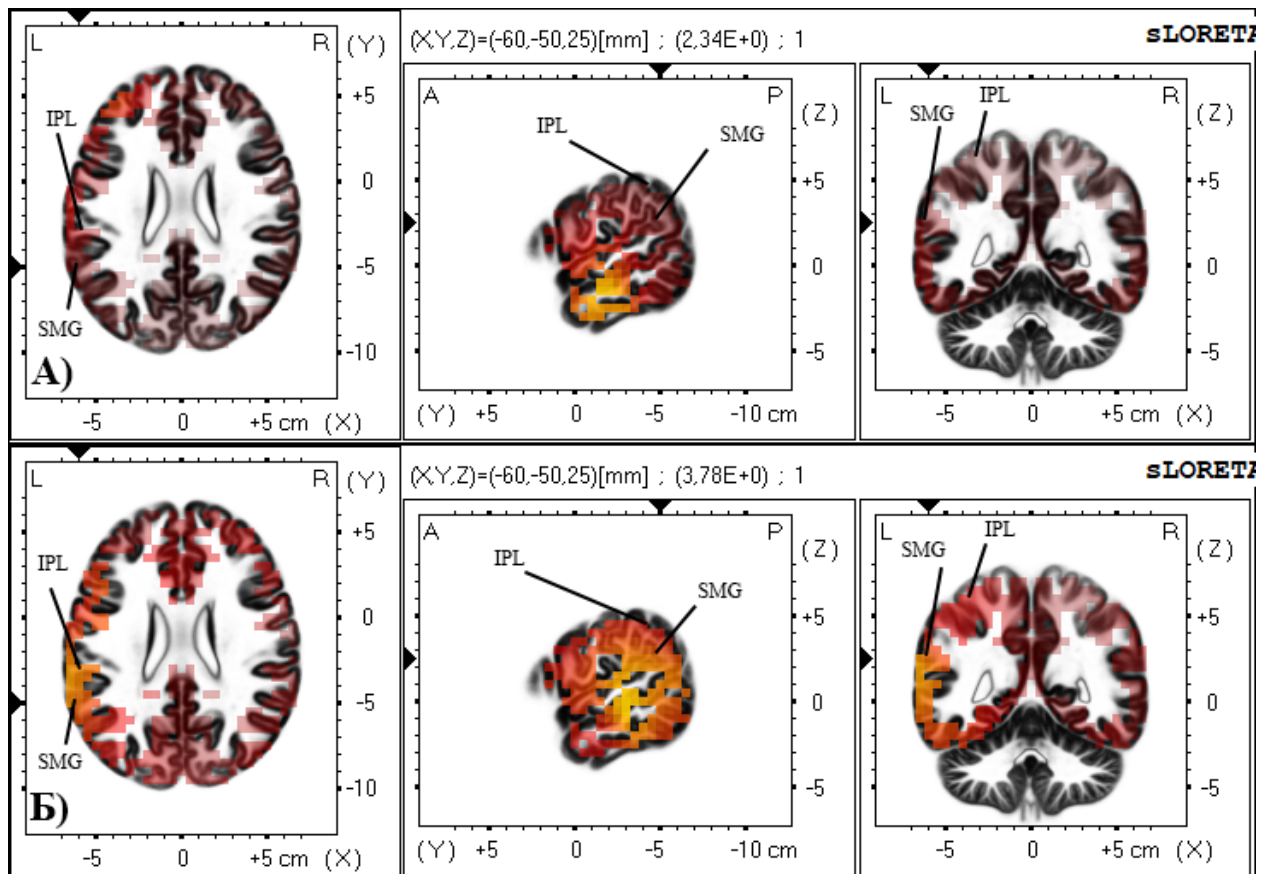 (X,Y,Z)=(-60,-50,25)[mm] ; (2,34E+0) ; 1
sLORETA
L R (Y)
IPL
SMG
+5
0
-5
-10
А)
-5 0 +5 cm (X)
A P (Z)
IPL
SMG
+5
0
-5
(Y) +5 0 -5 -10 cm
L R (Z)
SMG IPL
+5
0
-5
-5 0 +5 cm (X)
(X,Y,Z)=(-60,-50,25)[mm] ; (3,78E+0) ; 1
sLORETA
L R (Y)
IPL
SMG
+5
0
-5
-10
Б)
-5 0 +5 cm (X)
A P (Z)
IPL
SMG
+5
0
-5
(Y) +5 0 -5 -10 cm
L R (Z)
SMG IPL
+5
0
-5
-5 0 +5 cm (X)